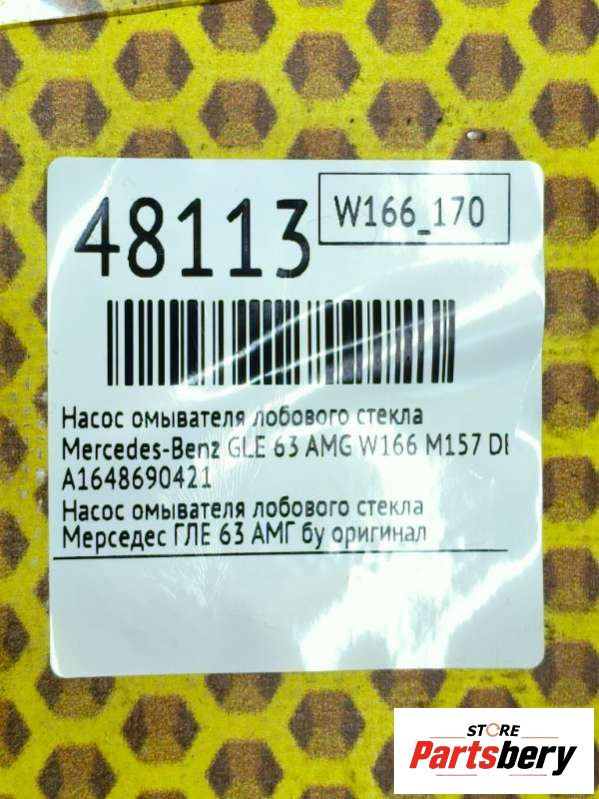 48113
W166_170
Насос омывателя лобового стекла
Mercedes-Benz GLE 63 AMG W166 M157 DE
A1648690421
Насос омывателя лобового стекла
Мерседес ГЛЕ 63 АМГ бу оригинал
STORE
Partsbery